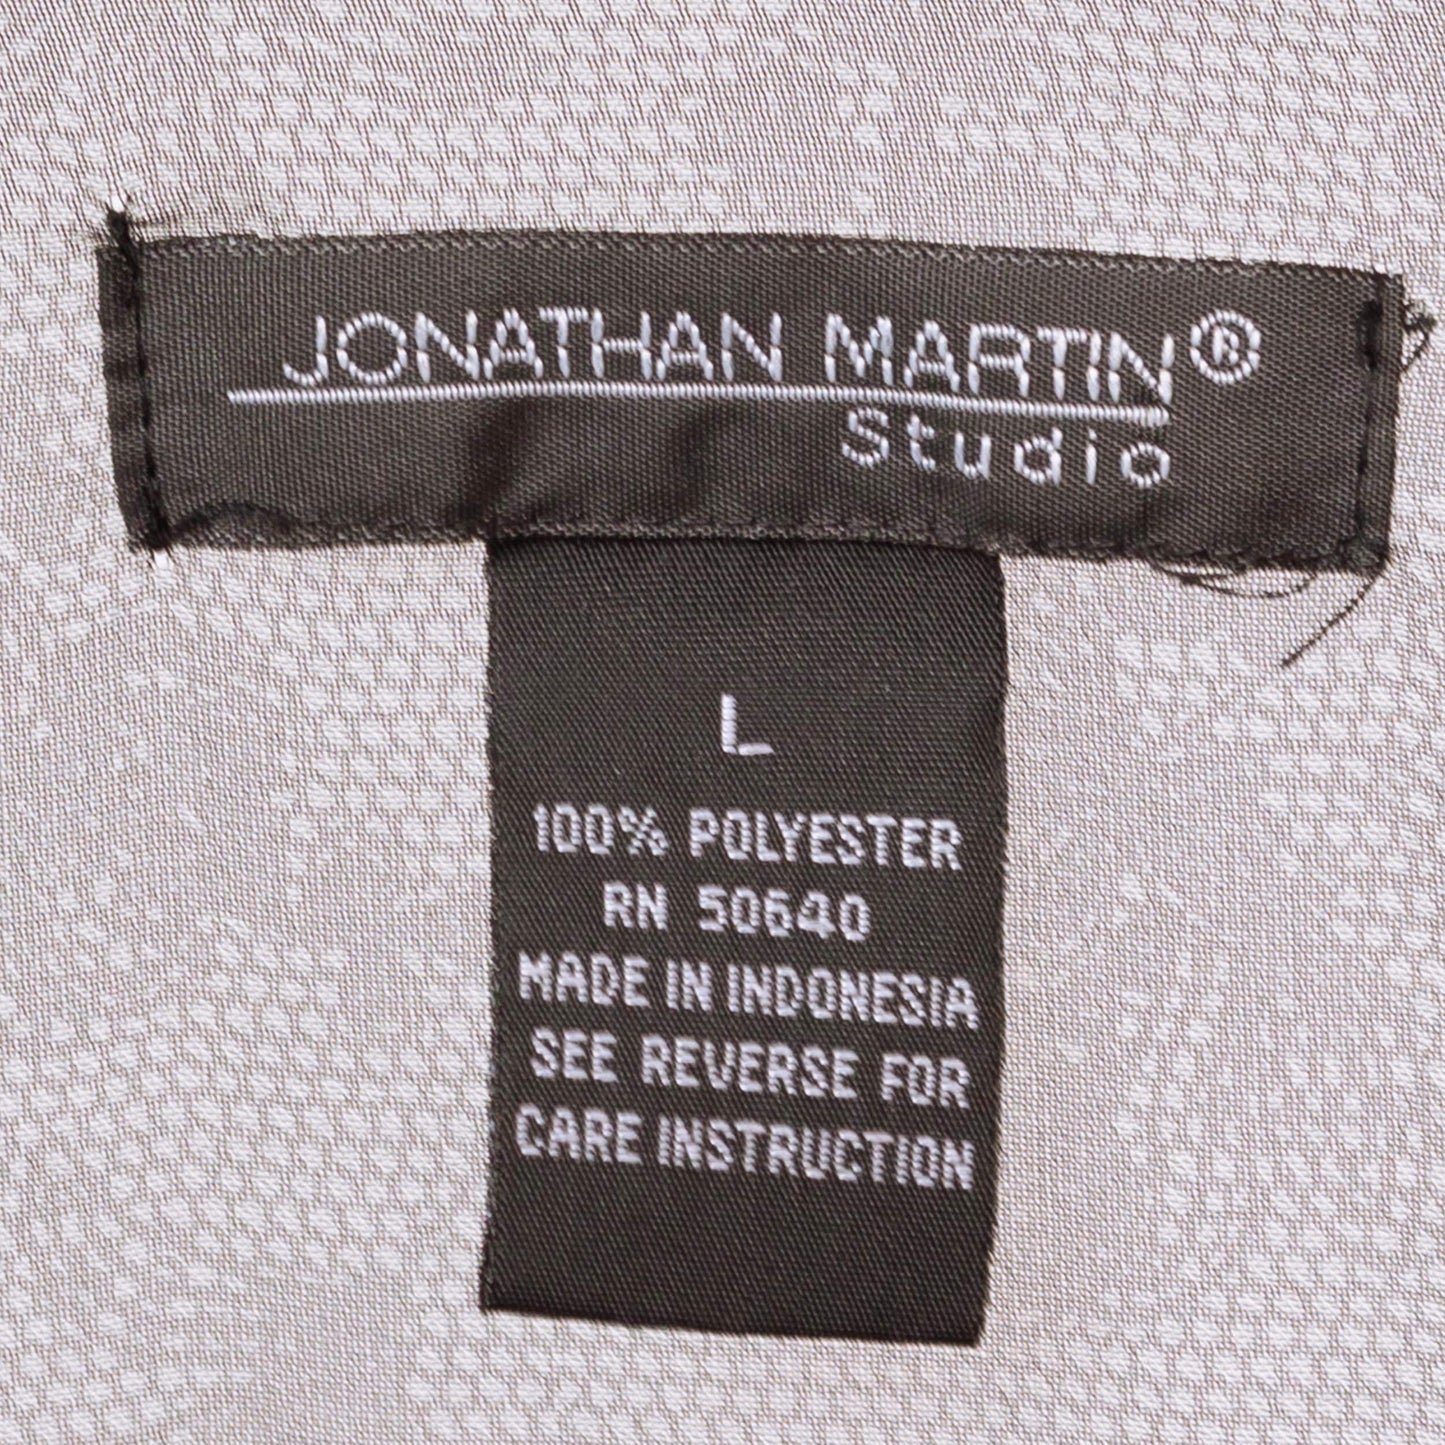 JONATHAN MARTIN®
Studio
L
100% POLYESTER
RN 50640
MADE IN INDONESIA
SEE REVERSE FOR
CARE INSTRUCTION